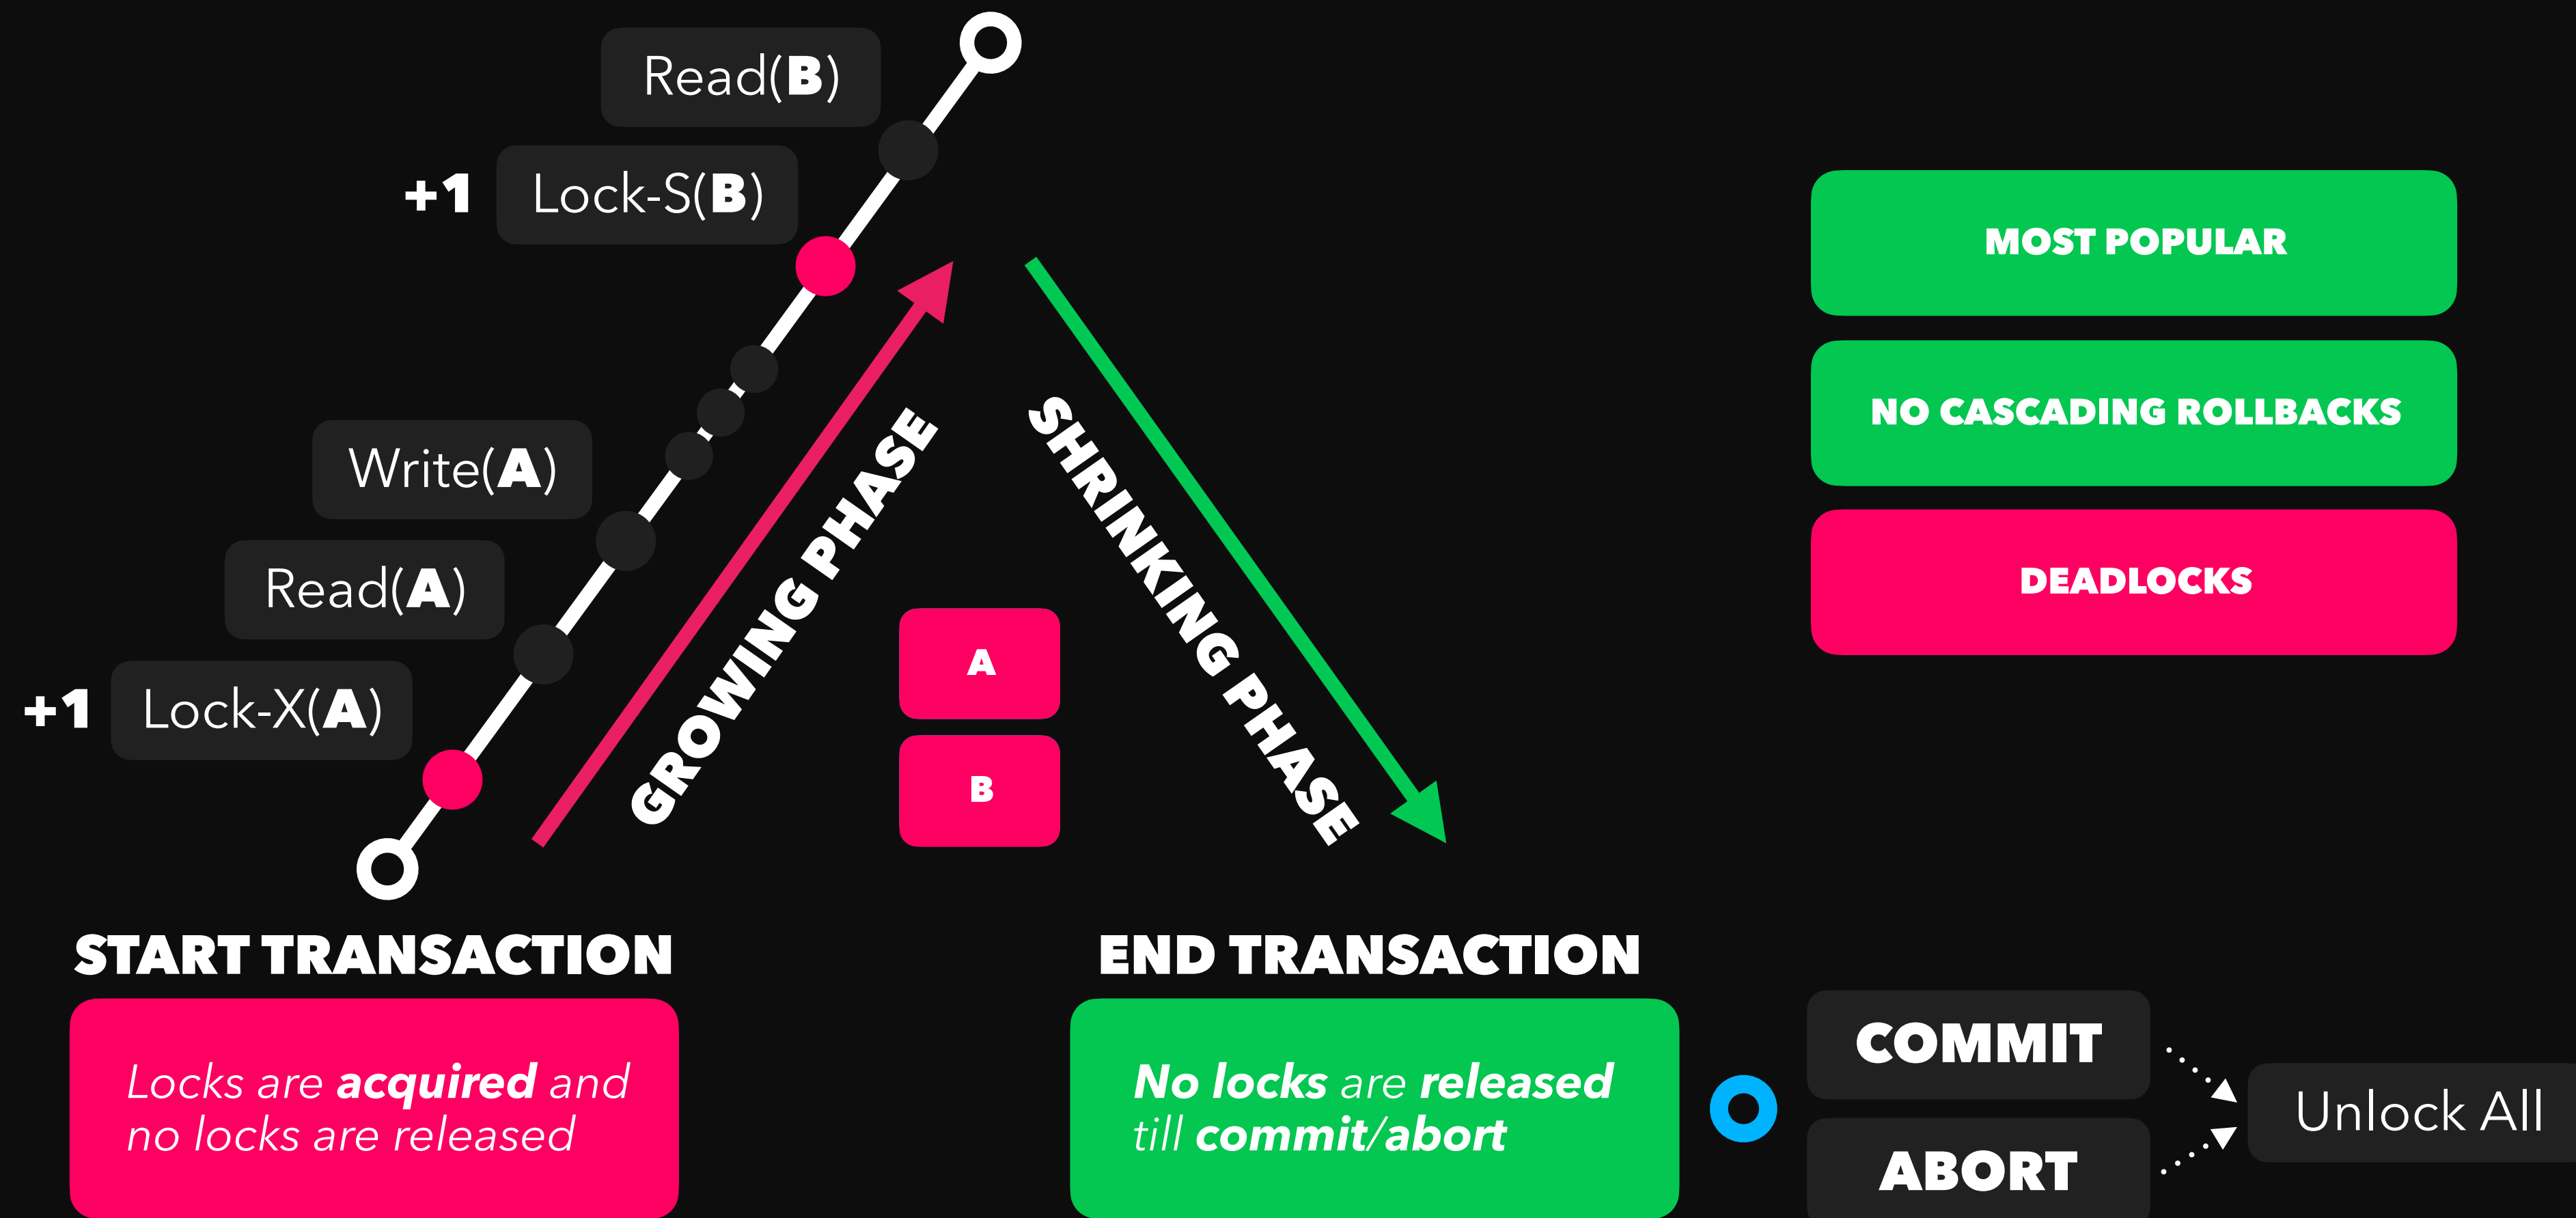 Read(B)
+1 Lock-S(B)
Write(A)
Read(A)
+1 Lock-X(A)
GROWING PHASE
SHRINKING PHASE
A
B
MOST POPULAR
NO CASCADING ROLLBACKS
DEADLOCKS
START TRANSACTION
Locks are acquired and
no locks are released
END TRANSACTION
No locks are released
till commit/abort
COMMIT
ABORT
Unlock All